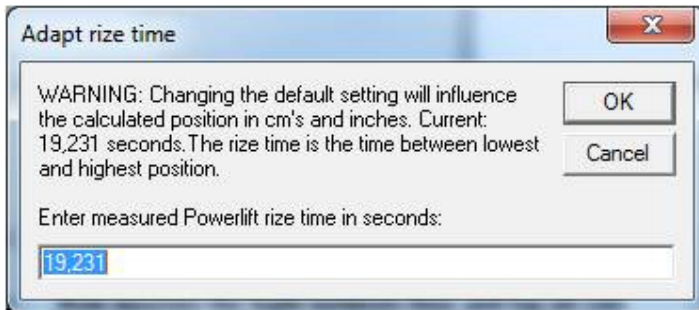 Adapt rize time
WARNING: Changing the default setting will influence
the calculated position in cm's and inches. Current:
19,231 seconds.The rize time is the time between lowest
and highest position.
OK
Cancel
Enter measured Powerlift rize time in seconds:
19,231